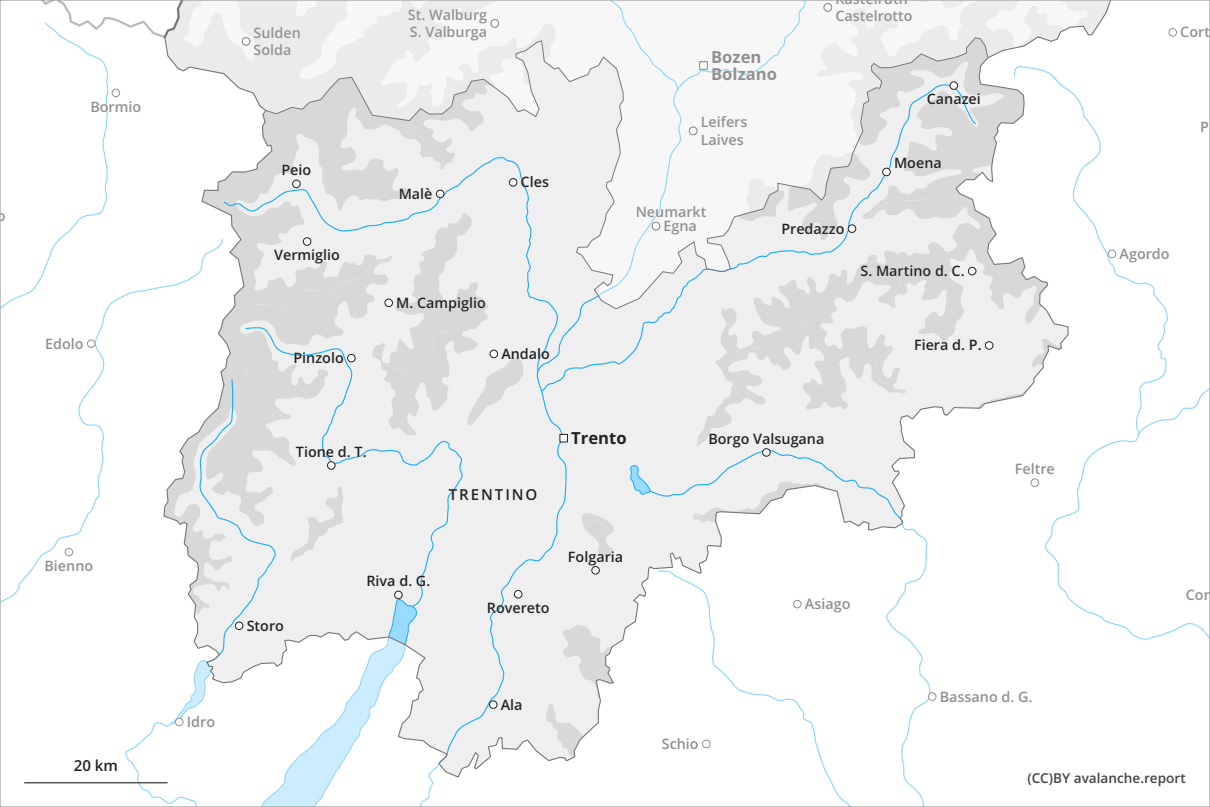 Kastelruth
Castelrotto
St. Walburg
S. Valburga
Sulden
Solda
Cort
Bozen
Bolzano
Bormio
Canazei
Leifers
Laives
P
Moena
Peio
Malè
Cles
Neumarkt
Egna
Predazzo
Vermiglio
Agordo
S. Martino d. C.
M. Campiglio
Edolo
Pinzolo
Andalo
Fiera d. P.
Trento
Borgo Valsugana
Tione d. T.
Feltre
TRENTINO
Folgaria
Bienno
Riva d. G.
Cor
Rovereto
Asiago
Storo
Bassano d. G.
Ala
Idro
Schio
20 km
(CC)BY avalanche.report